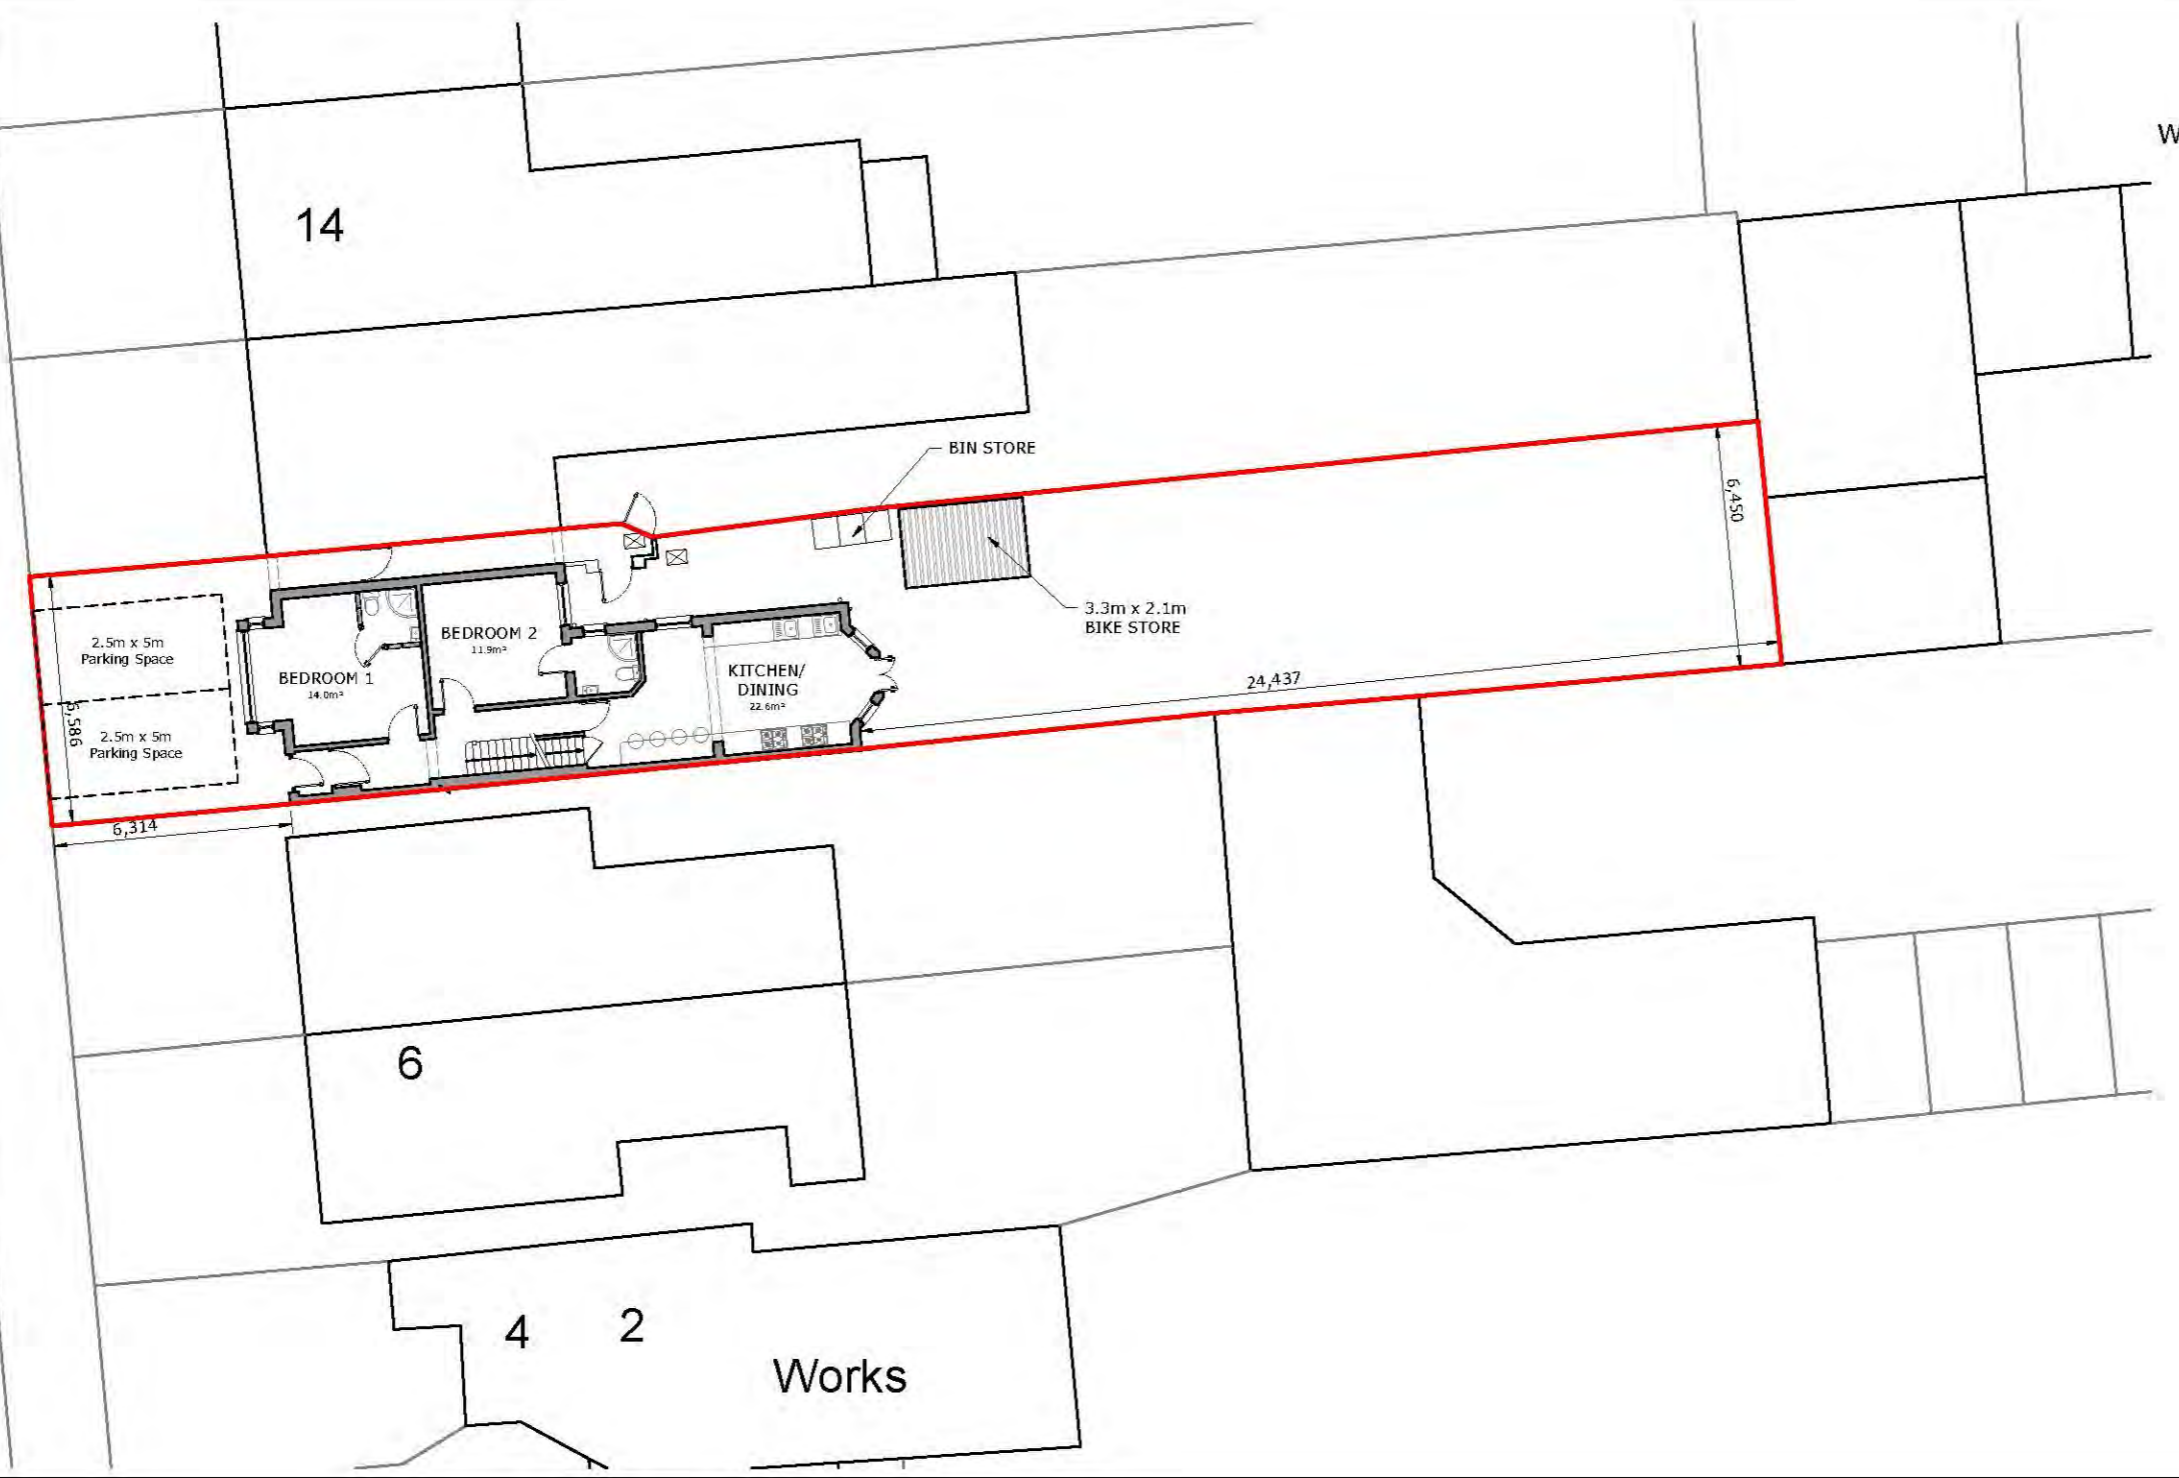 W
14
BIN STORE
6,450
3.3m x 2.1m
BIKE STORE
2.5m x 5m
Parking Space
BEDROOM 2
11.9m²
BEDROOM 1
14.0m²
KITCHEN/
DINING
22.6m²
24,437
2.5m x 5m
Parking Space
6,314
6
4
2
Works